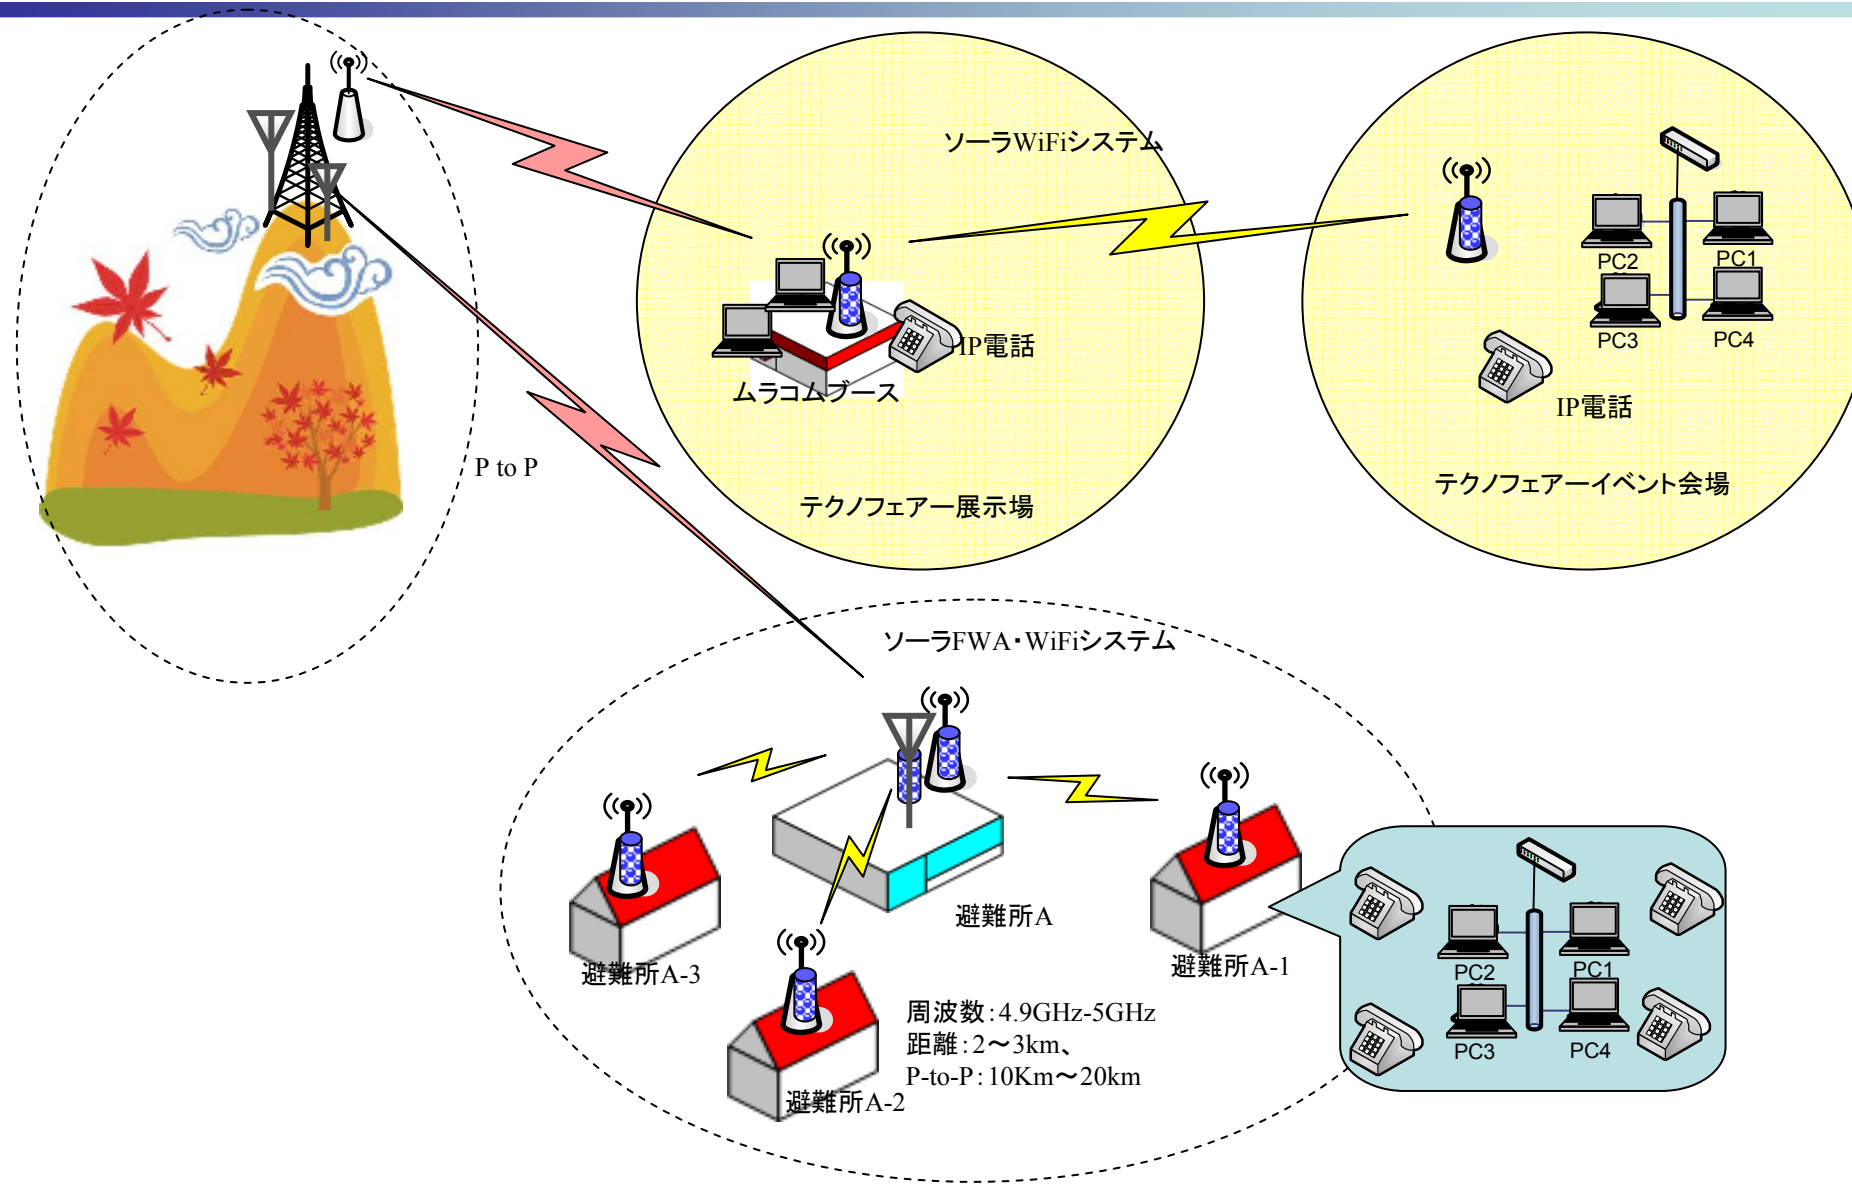 ソーラWiFiシステム
PC2
PC1
PC3
PC4
IP電話
ムラコムブース
IP電話
P to P
テクノフェアー展示場
テクノフェアーイベント会場
ソーラFWA・WiFiシステム
避難所A
避難所A-3
避難所A-1
避難所A-2
周波数：4.9GHz-5GHz
距離：2～3km、
P-to-P：10Km～20km
PC2
PC1
PC3
PC4